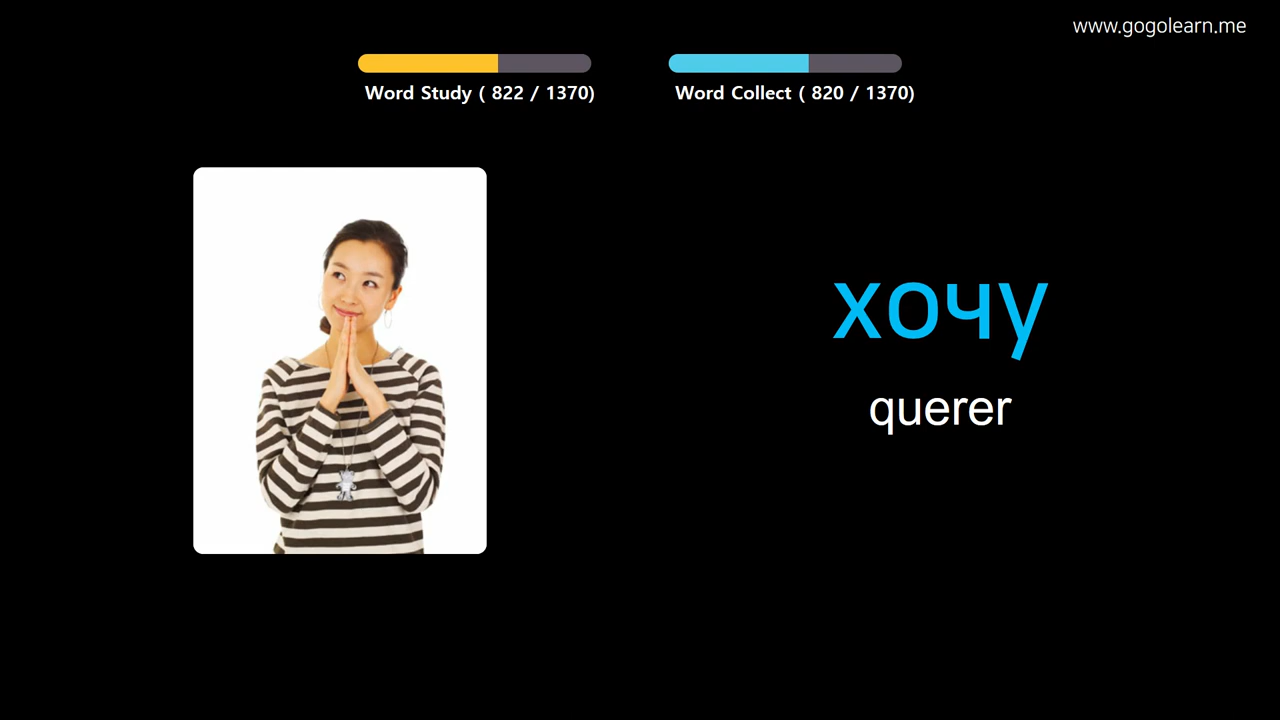 www.gogolearn.me
Word Study ( 822 / 1370)
Word Collect ( 820 / 1370)
хочу
querer